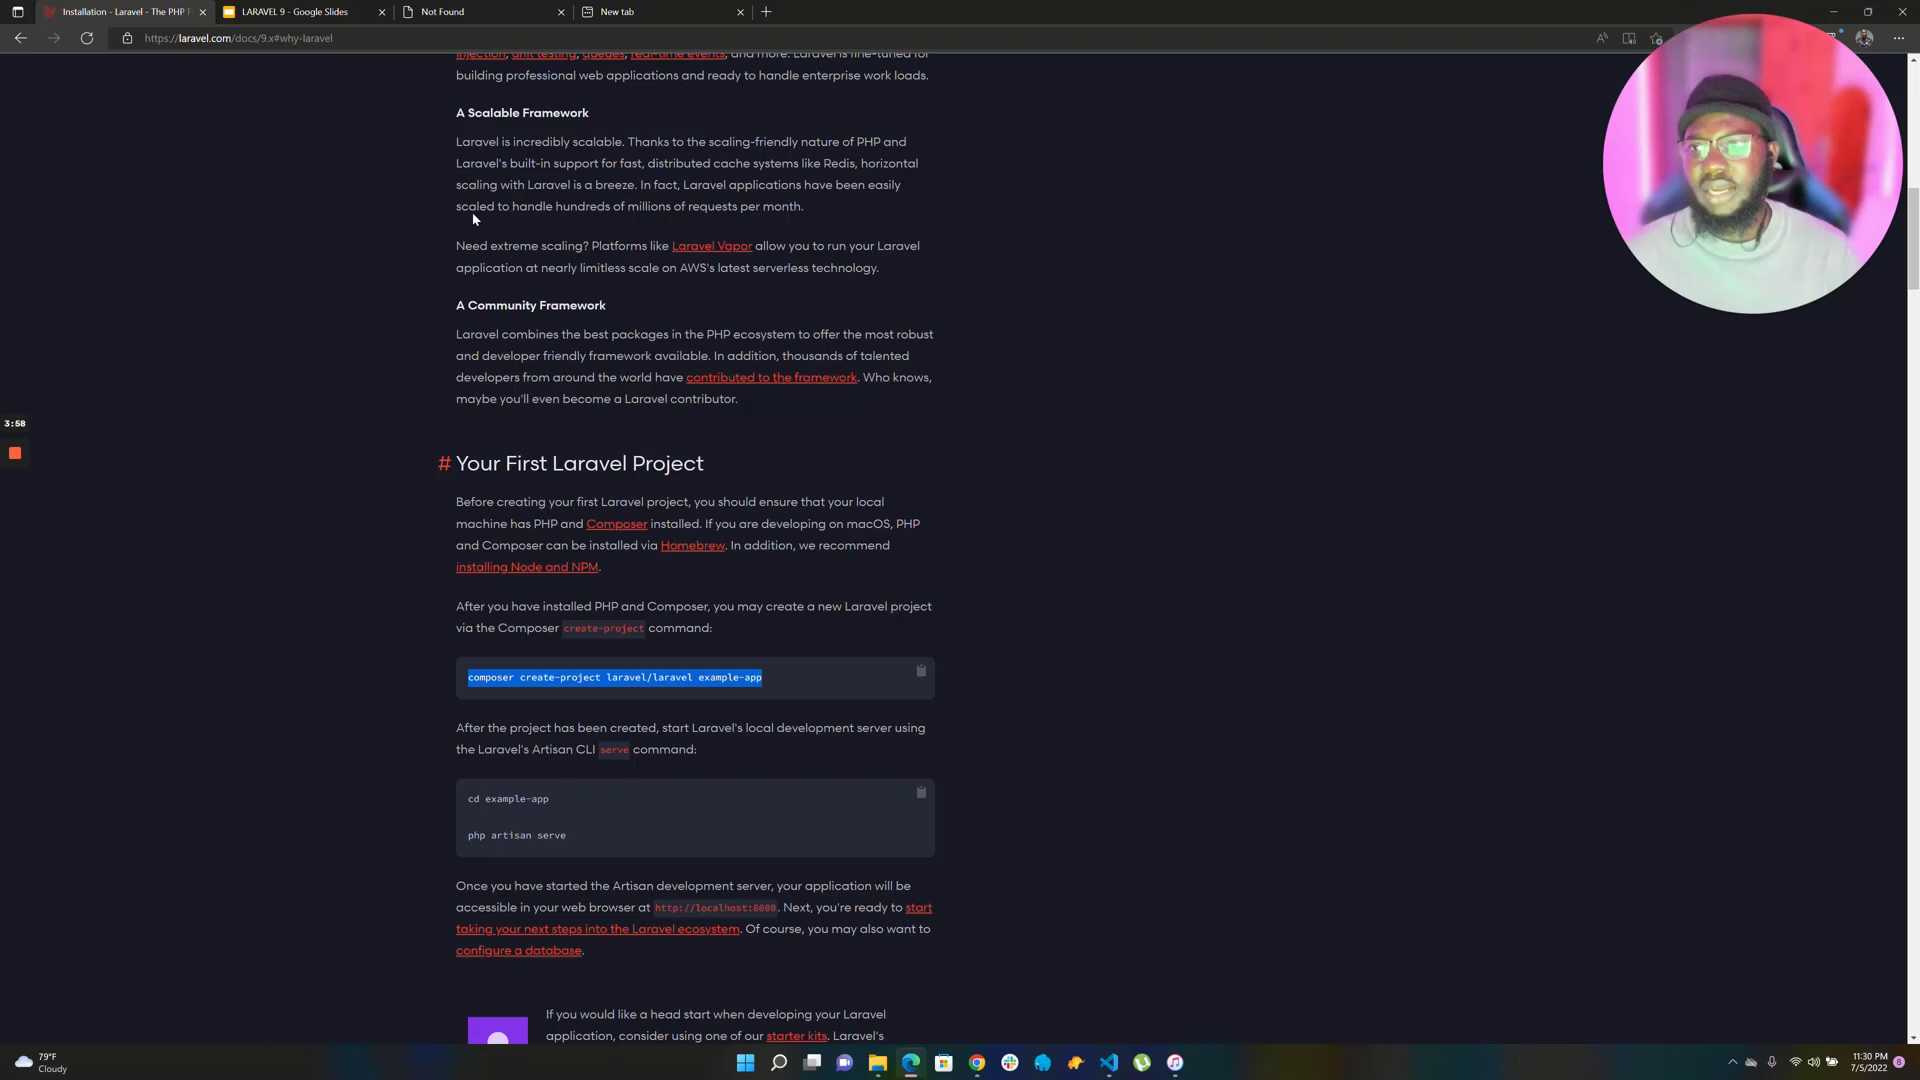 Installation - Laravel - The PHP F
LARAVEL 9 - Google Slides
Not Found
New tab
https://laravel.com/docs/9.x#why-laravel
injection, unit testing, queues, real-time events, and more. Laravel is fine-tuned for
building professional web applications and ready to handle enterprise work loads.
A Scalable Framework
Laravel is incredibly scalable. Thanks to the scaling-friendly nature of PHP and
Laravel's built-in support for fast, distributed cache systems like Redis, horizontal
scaling with Laravel is a breeze. In fact, Laravel applications have been easily
scaled to handle hundreds of millions of requests per month.
Need extreme scaling? Platforms like Laravel Vapor allow you to run your Laravel
application at nearly limitless scale on AWS's latest serverless technology.
A Community Framework
Laravel combines the best packages in the PHP ecosystem to offer the most robust
and developer friendly framework available. In addition, thousands of talented
developers from around the world have contributed to the framework. Who knows,
maybe you'll even become a Laravel contributor.
3:58
# Your First Laravel Project
Before creating your first Laravel project, you should ensure that your local
machine has PHP and Composer installed. If you are developing on macOS, PHP
and Composer can be installed via Homebrew. In addition, we recommend
installing Node and NPM.
After you have installed PHP and Composer, you may create a new Laravel project
via the Composer create-project command:
composer create-project laravel/laravel example-app
After the project has been created, start Laravel's local development server using
the Laravel's Artisan CLI serve command:
cd example-app
php artisan serve
Once you have started the Artisan development server, your application will be
accessible in your web browser at http://localhost:8000. Next, you're ready to start
taking your next steps into the Laravel ecosystem. Of course, you may also want to
configure a database.
If you would like a head start when developing your Laravel
application, consider using one of our starter kits. Laravel's
79°F
Cloudy
11:30 PM
7/5/2022
8